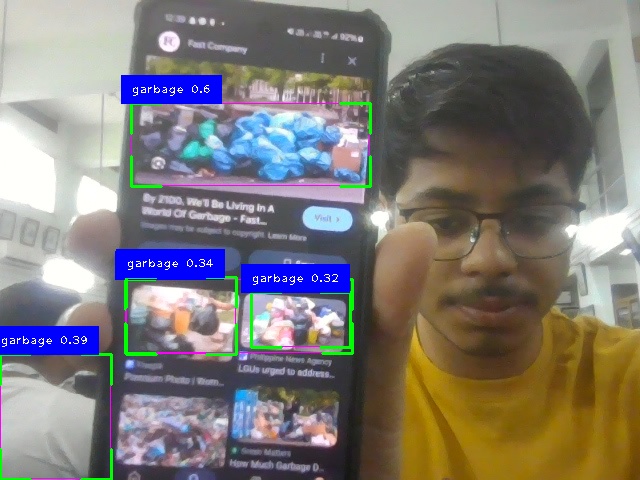 12:39
92%
Fast Company
garbage 0.6
By 2100, We'll Be Living In A
World Of Garbage - Fast...
Visit >
Images may be subject to copyright. Learn More
garbage 0.34
garbage 0.32
garbage 0.39
Freepik
Premium Photo | Wom...
Philippine News Agency
LGUs urged to address...
Green Matters
How Much Garbage D...